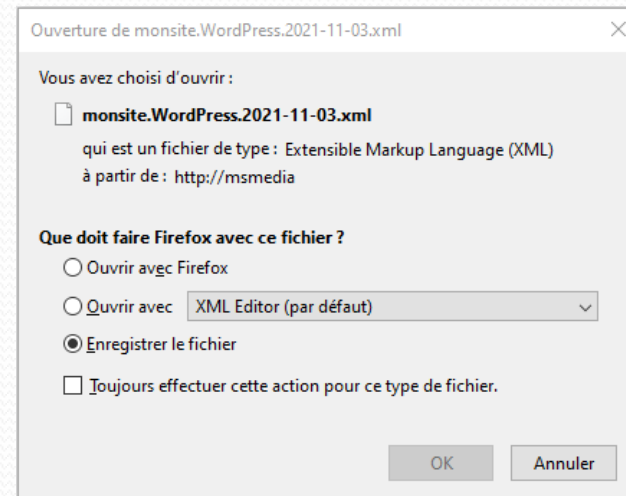 Ouverture de monsite.WordPress.2021-11-03.xml
Vous avez choisi d'ouvrir :
monsite.WordPress.2021-11-03.xml
qui est un fichier de type : Extensible Markup Language (XML)
à partir de : http://msmedia
Que doit faire Firefox avec ce fichier ?
Ouvrir avec Firefox
Ouvrir avec XML Editor (par défaut)
Enregistrer le fichier
Toujours effectuer cette action pour ce type de fichier.
OK Annuler